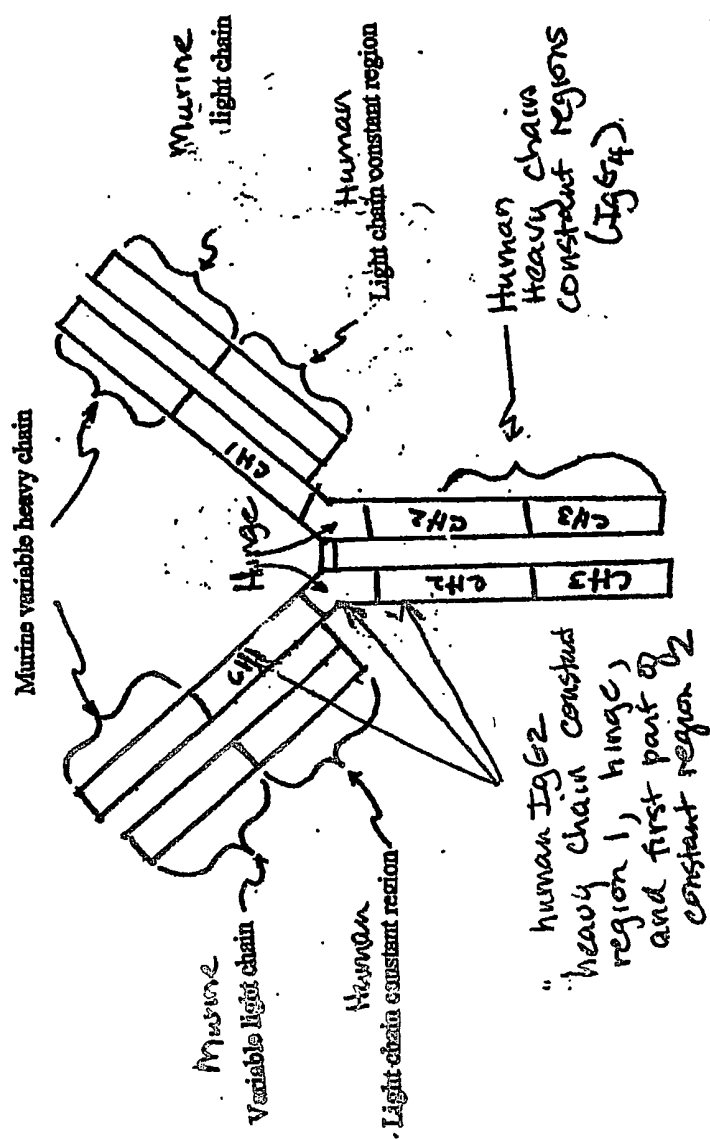 Murine variable heavy chain
Murine
light chain
Human
Light chain constant region
Human
Heavy chain
constant regions
(IgG4)
Hinge
CH1
CH1
CH2
CH2
CH3
CH3
Murine
Variable light chain
Human
Light chain constant region
human IgG2
heavy chain constant
region 1, hinge,
and first part of
constant region 2